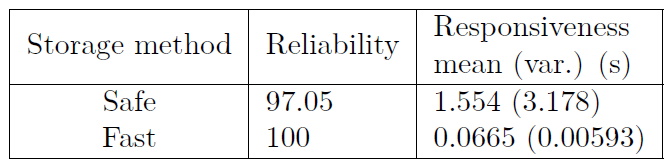 Storage method Reliability Responsiveness
mean (var.) (s)
Safe 97.05 1.554 (3.178)
Fast 100 0.0665 (0.00593)